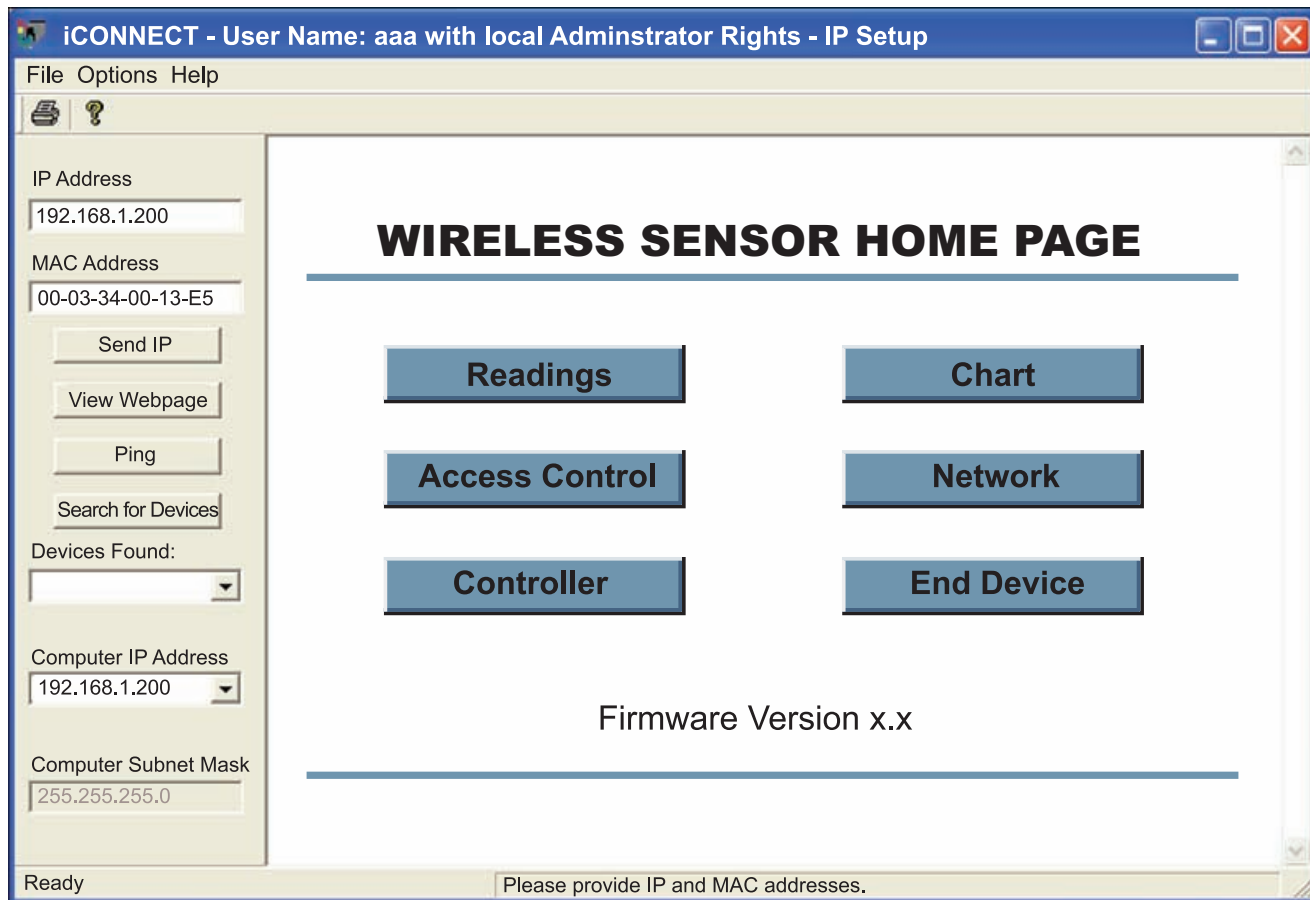 iCONNECT - User Name: aaa with local Adminstrator Rights - IP Setup
File Options Help
IP Address
192.168.1.200
MAC Address
00-03-34-00-13-E5
Send IP
View Webpage
Ping
Search for Devices
Devices Found:
Computer IP Address
192.168.1.200
Computer Subnet Mask
255.255.255.0
WIRELESS SENSOR HOME PAGE
Readings
Chart
Access Control
Network
Controller
End Device
Firmware Version x.x
Ready
Please provide IP and MAC addresses.